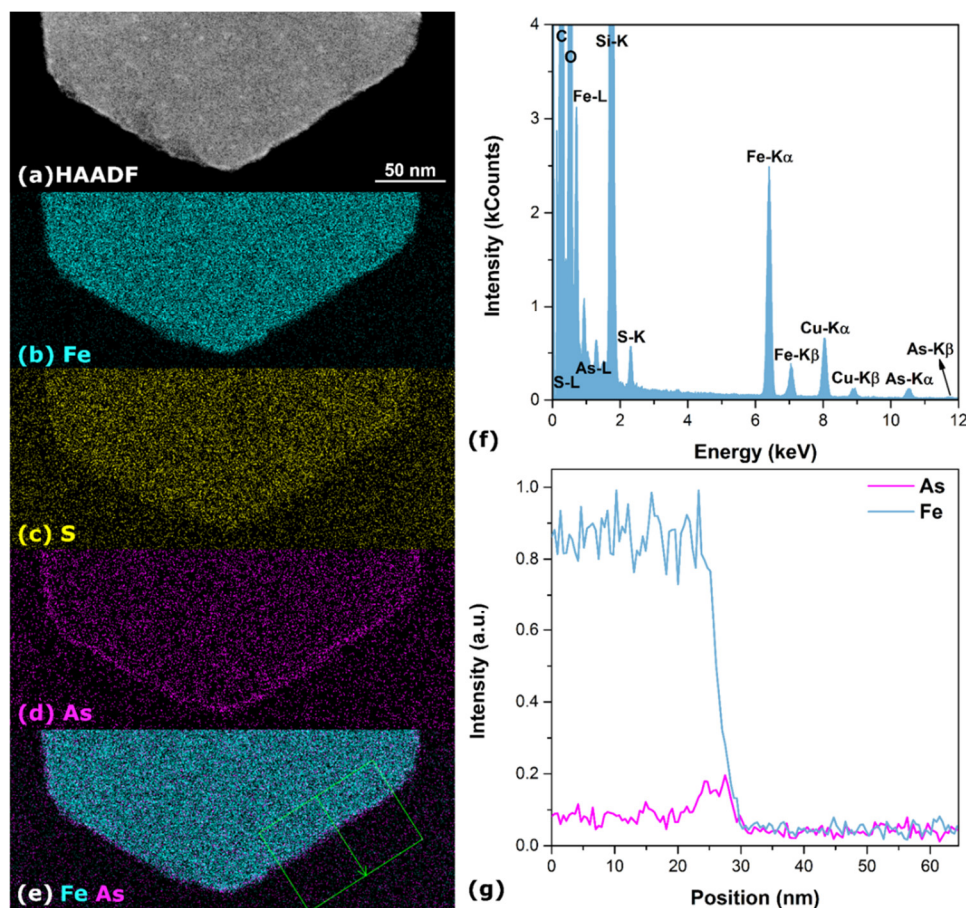 (a)HAADF
50 nm
(b) Fe
(c) S
(d) As
(e) Fe As
Intensity (kCounts)
4
3
2
1
0
C
O
Si-K
Fe-L
S-L
As-L
S-K
Fe-Kα
Fe-Kβ
Cu-Kα
Cu-Kβ
As-Kα
As-Kβ
0 2 4 6 8 10 12
Energy (keV)
(f)
Intensity (a.u.)
1.0
0.8
0.6
0.4
0.2
0.0
As
Fe
0 10 20 30 40 50 60
Position (nm)
(g)